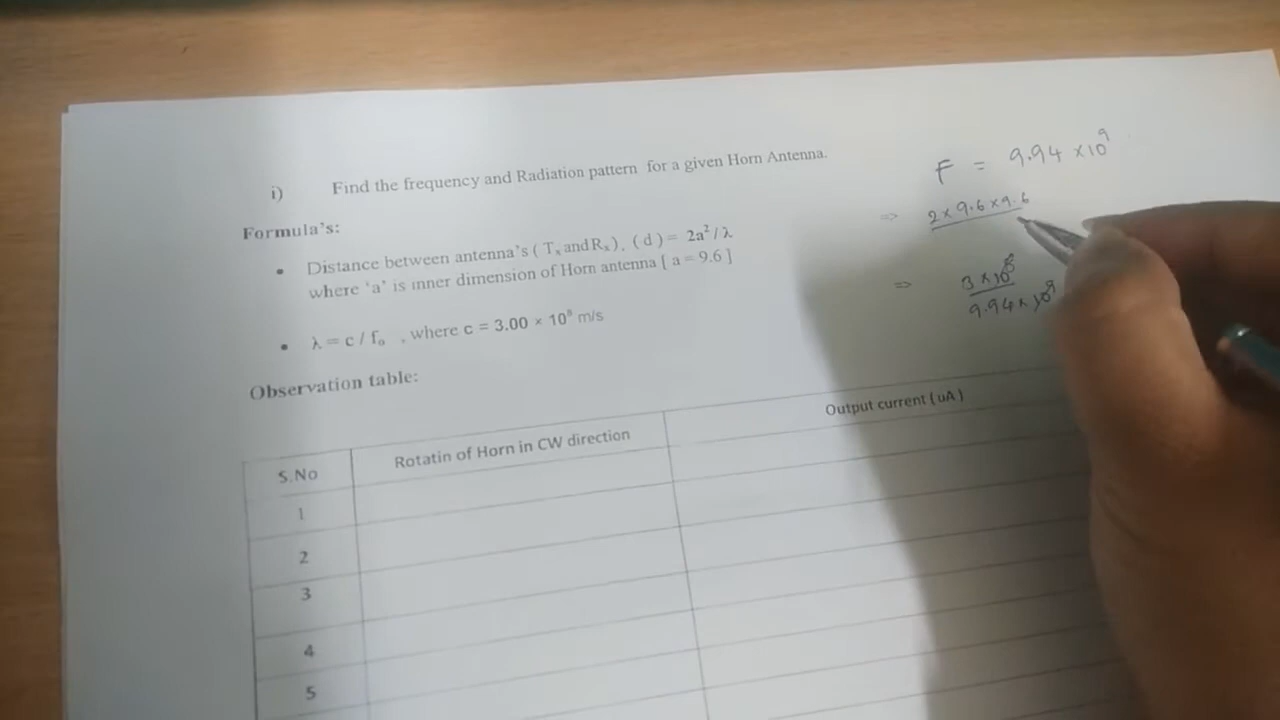 i) Find the frequency and Radiation pattern for a given Horn Antenna.
Formula's:
• Distance between antenna's ( Tₓ and Rₓ ), ( d ) = 2a²/λ
where 'a' is inner dimension of Horn antenna [ a = 9.6 ]
• λ = c / f₀ , where c = 3.00 × 10⁸ m/s
Observation table:
S.No Rotatin of Horn in CW direction Output current ( uA )
1
2
3
4
5
F = 9.94 ×10⁹
⇒ 2 × 9.6 × 9.6
⇒ 3 × 10⁸
9.94 × 10⁹